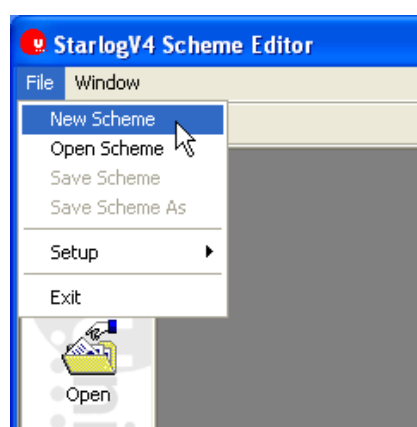 StarlogV4 Scheme Editor
File Window
New Scheme
Open Scheme
Save Scheme
Save Scheme As
Setup
Exit
Open